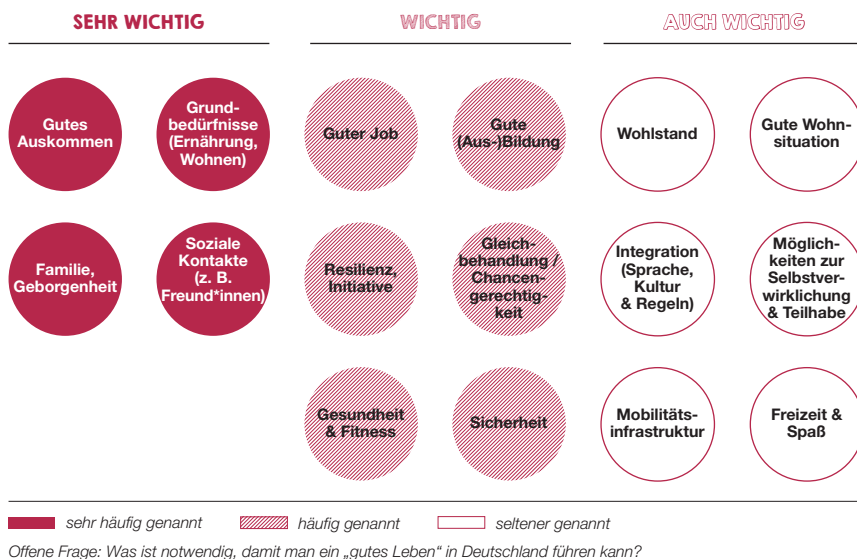 SEHR WICHTIG
WICHTIG
AUCH WICHTIG
Gutes
Auskommen
Grund-
bedürfnisse
(Ernährung,
Wohnen)
Guter Job
Gute
(Aus-)Bildung
Wohlstand
Gute Wohn-
situation
Familie,
Geborgenheit
Soziale
Kontakte
(z. B.
Freund*innen)
Resilienz,
Initiative
Gleich-
behandlung /
Chancen-
gerechtig-
keit
Integration
(Sprache,
Kultur
& Regeln)
Möglich-
keiten zur
Selbstver-
wirklichung
& Teilhabe
Gesundheit
& Fitness
Sicherheit
Mobilitäts-
infrastruktur
Freizeit &
Spaß
sehr häufig genannt
häufig genannt
seltener genannt
Offene Frage: Was ist notwendig, damit man ein „gutes Leben“ in Deutschland führen kann?